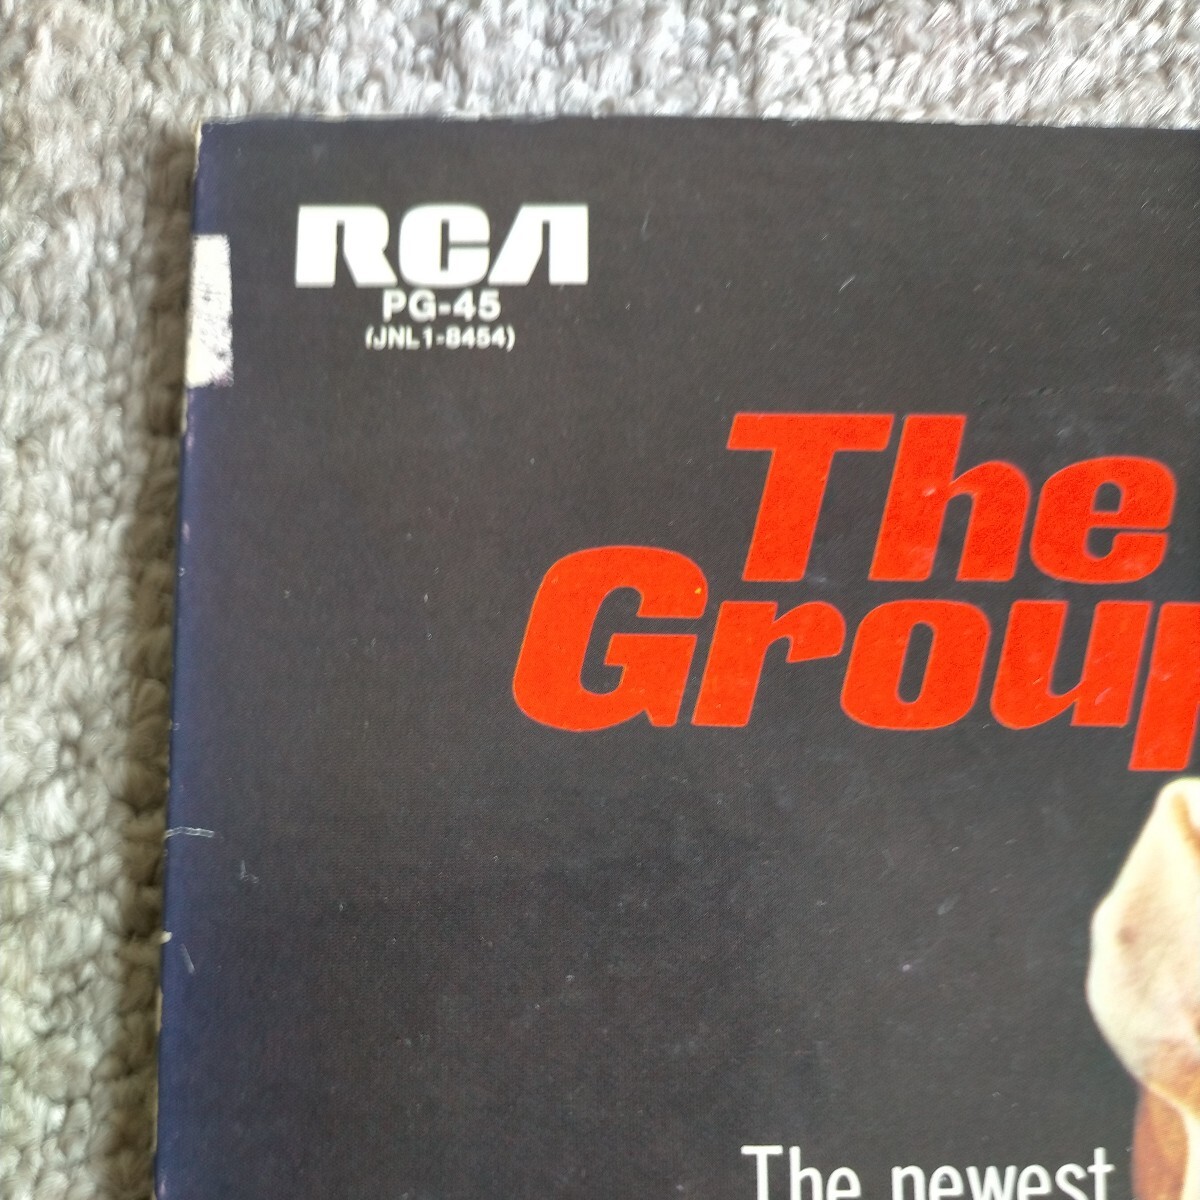 RCA
PG-45
(JNL1-8454)
The
Group
The newest